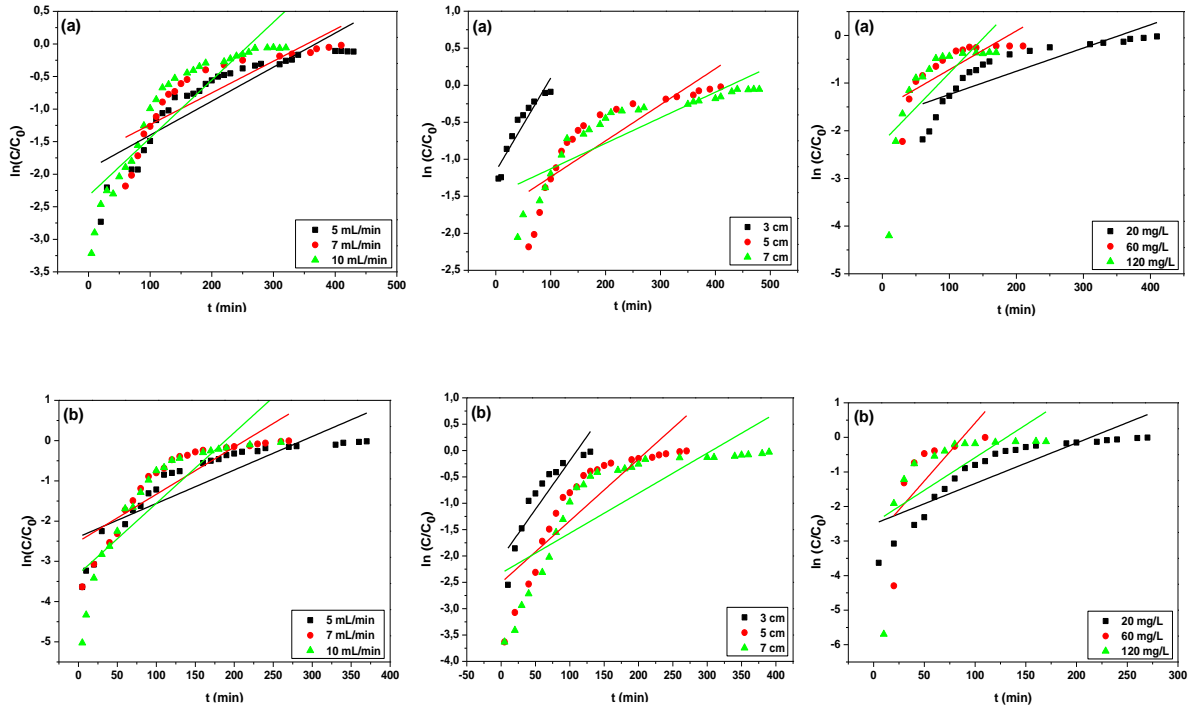 (a)
0,5
0,0
-0,5
-1,0
-1,5
-2,0
-2,5
-3,0
-3,5
ln(C/C0)
5 mL/min
7 mL/min
10 mL/min
0 100 200 300 400 500
t (min)
(a)
1,5
1,0
0,5
0,0
-0,5
-1,0
-1,5
-2,0
-2,5
ln (C/C0)
3 cm
5 cm
7 cm
0 100 200 300 400 500
t (min)
(a)
1
0
-1
-2
-3
-4
-5
ln (C/C0)
20 mg/L
60 mg/L
120 mg/L
0 100 200 300 400
t (min)
(b)
1
0
-1
-2
-3
-4
-5
ln(C/C0)
5 mL/min
7 mL/min
10 mL/min
0 50 100 150 200 250 300 350 400
t (min)
(b)
1,0
0,5
0,0
-0,5
-1,0
-1,5
-2,0
-2,5
-3,0
-3,5
-4,0
ln (C/C0)
3 cm
5 cm
7 cm
0 50 100 150 200 250 300 350 400
t (min)
(b)
1
0
-1
-2
-3
-4
-5
-6
ln (C/C0)
20 mg/L
60 mg/L
120 mg/L
0 50 100 150 200 250 300
t (min)